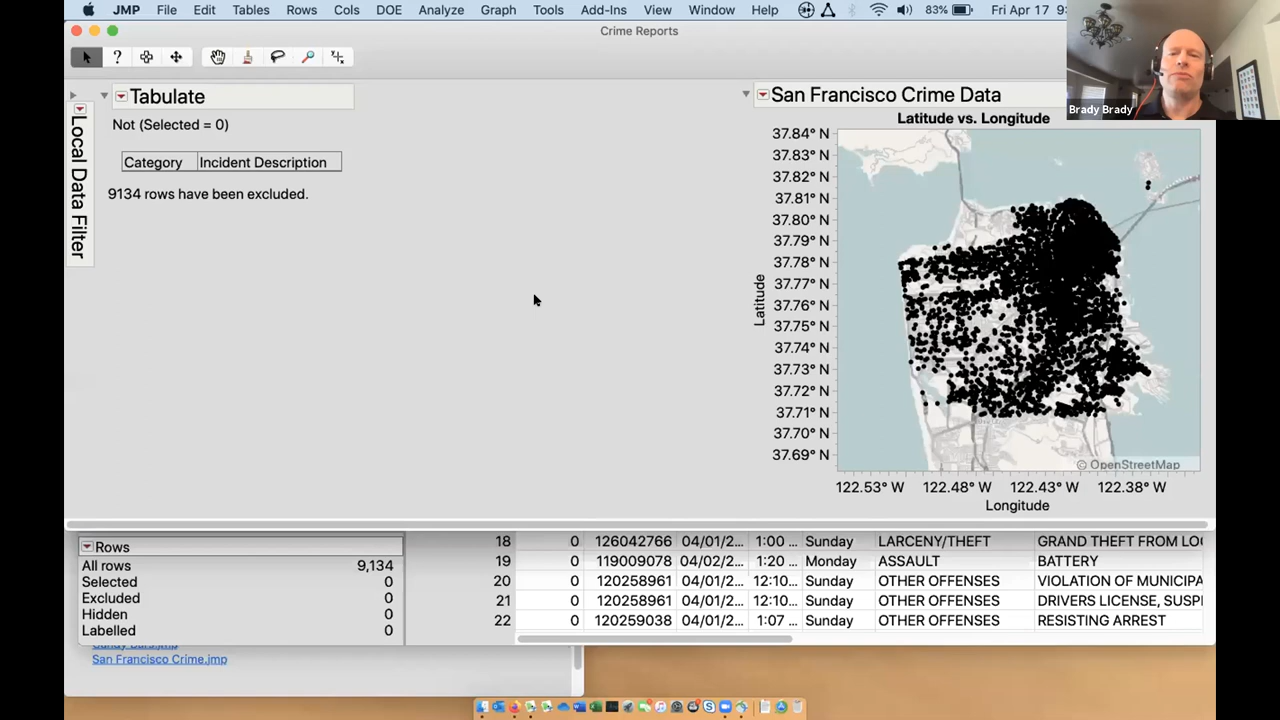 JMP File Edit Tables Rows Cols DOE Analyze Graph Tools Add-Ins View Window Help 83% Fri Apr 17 9:
Crime Reports
?
Brady Brady
Local Data Filter
Tabulate
Not (Selected = 0)
Category Incident Description
9134 rows have been excluded.
San Francisco Crime Data
Latitude vs. Longitude
37.84° N
37.83° N
37.82° N
37.81° N
37.80° N
37.79° N
37.78° N
37.77° N
37.76° N
37.75° N
37.74° N
37.73° N
37.72° N
37.71° N
37.70° N
37.69° N
Latitude
© OpenStreetMap
122.53° W 122.48° W 122.43° W 122.38° W
Longitude
Rows
All rows 9,134
Selected 0
Excluded 0
Hidden 0
Labelled 0
18 0 126042766 04/01/2... 1:00 ... Sunday LARCENY/THEFT GRAND THEFT FROM LO
19 0 119009078 04/02/2... 1:20 ... Monday ASSAULT BATTERY
20 0 120258961 04/01/2... 12:10... Sunday OTHER OFFENSES VIOLATION OF MUNICIPA
21 0 120258961 04/01/2... 12:10... Sunday OTHER OFFENSES DRIVERS LICENSE, SUSP
22 0 120259038 04/01/2... 1:07 ... Sunday OTHER OFFENSES RESISTING ARREST
San Francisco Crime.jmp